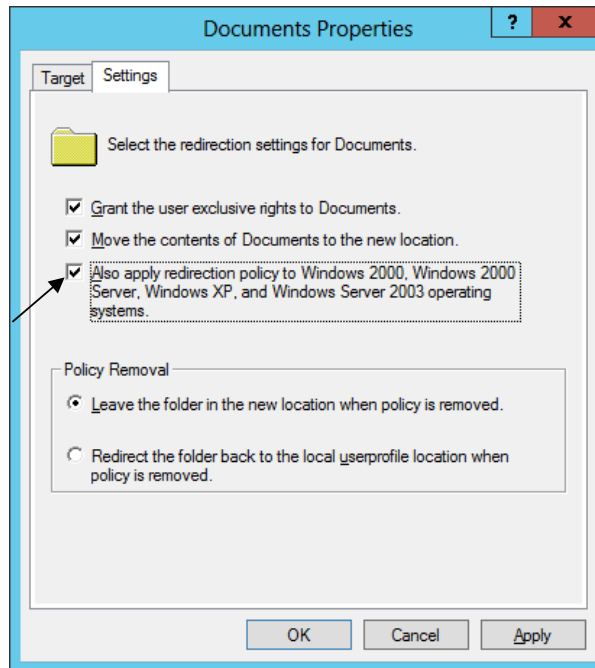 Documents Properties
?
x
Target
Settings
Select the redirection settings for Documents.
Grant the user exclusive rights to Documents.
Move the contents of Documents to the new location.
Also apply redirection policy to Windows 2000, Windows 2000
Server, Windows XP, and Windows Server 2003 operating
systems.
Policy Removal
Leave the folder in the new location when policy is removed.
Redirect the folder back to the local userprofile location when
policy is removed.
OK
Cancel
Apply